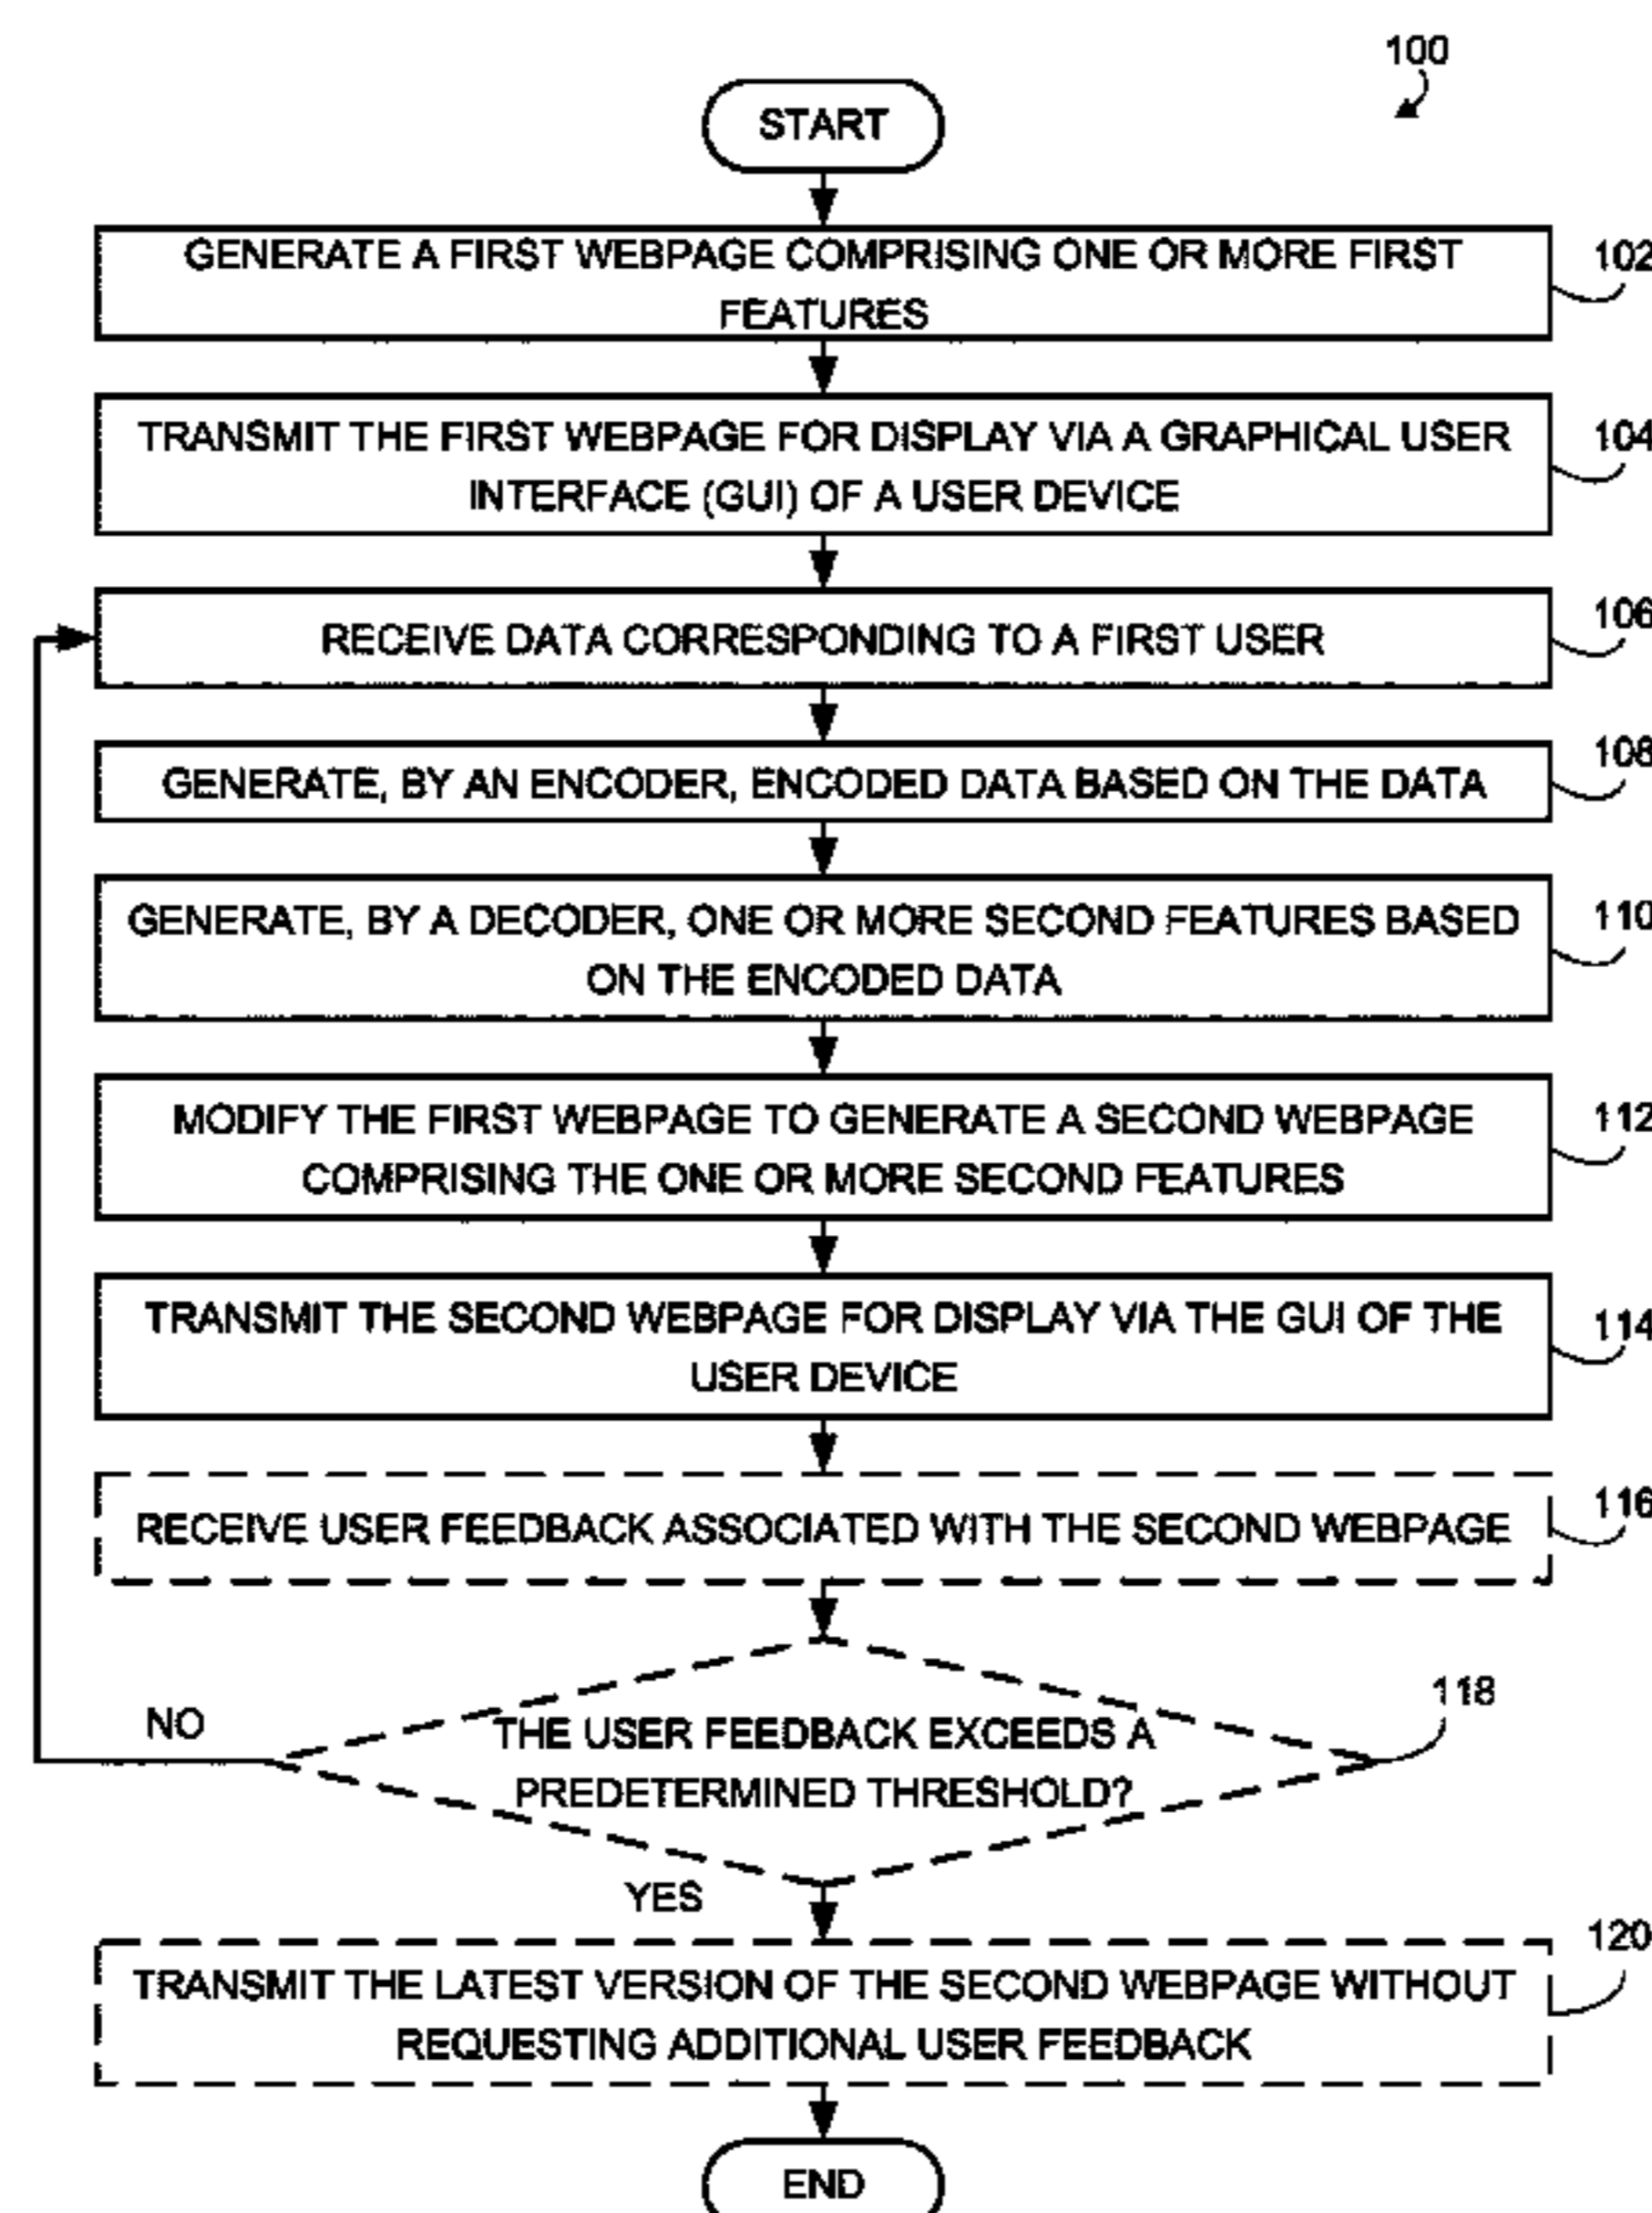 100
START
GENERATE A FIRST WEBPAGE COMPRISING ONE OR MORE FIRST
FEATURES
102
TRANSMIT THE FIRST WEBPAGE FOR DISPLAY VIA A GRAPHICAL USER
INTERFACE (GUI) OF A USER DEVICE
104
RECEIVE DATA CORRESPONDING TO A FIRST USER
106
GENERATE, BY AN ENCODER, ENCODED DATA BASED ON THE DATA
108
GENERATE, BY A DECODER, ONE OR MORE SECOND FEATURES BASED
ON THE ENCODED DATA
110
MODIFY THE FIRST WEBPAGE TO GENERATE A SECOND WEBPAGE
COMPRISING THE ONE OR MORE SECOND FEATURES
112
TRANSMIT THE SECOND WEBPAGE FOR DISPLAY VIA THE GUI OF THE
USER DEVICE
114
RECEIVE USER FEEDBACK ASSOCIATED WITH THE SECOND WEBPAGE
116
THE USER FEEDBACK EXCEEDS A
PREDETERMINED THRESHOLD?
118
NO
YES
TRANSMIT THE LATEST VERSION OF THE SECOND WEBPAGE WITHOUT
REQUESTING ADDITIONAL USER FEEDBACK
120
END